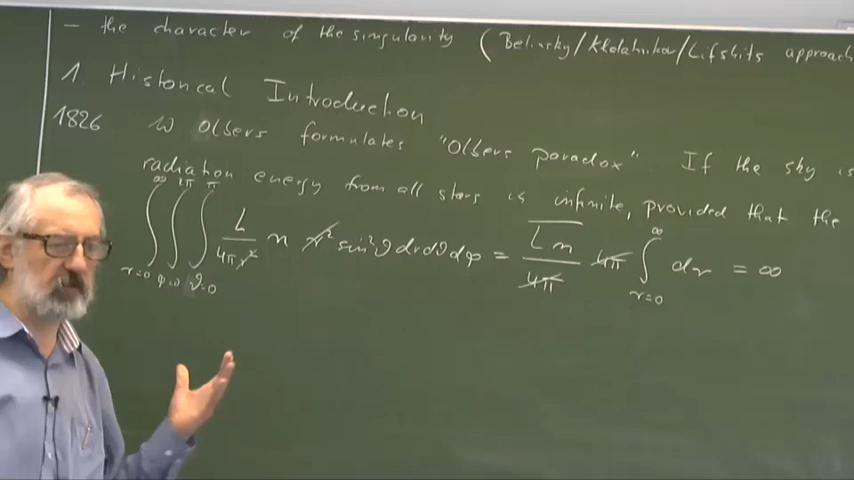 – the character of the singularity (Belinsky/Khalatnikov/Lifshits approach
1. Historical Introduction
1826 W Olbers formulates "Olbers paradox" If the sky is
radiation energy from all stars is infinite, provided that the
∞ 2π π
∫ ∫ ∫ L/4πr² n r² sin²ϑ dr dϑ dφ = L n/4π 4π ∫ dr = ∞
r=0 φ=0 ϑ=0 r=0